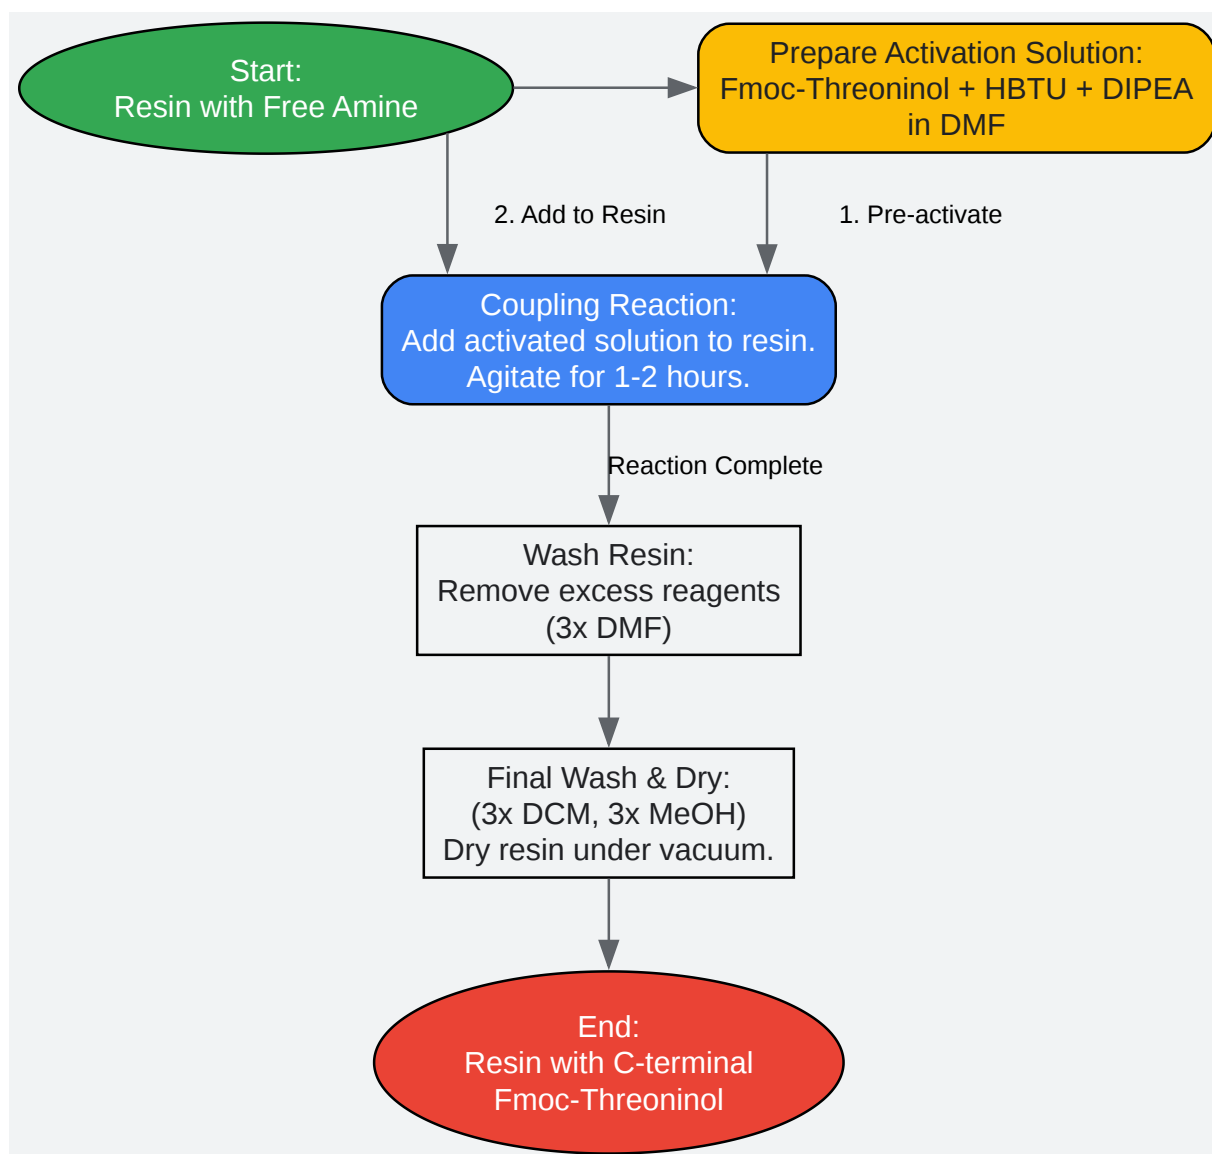 Start:
Resin with Free Amine
Prepare Activation Solution:
Fmoc-Threoninol + HBTU + DIPEA
in DMF
2. Add to Resin
1. Pre-activate
Coupling Reaction:
Add activated solution to resin.
Agitate for 1-2 hours.
Reaction Complete
Wash Resin:
Remove excess reagents
(3x DMF)
Final Wash & Dry:
(3x DCM, 3x MeOH)
Dry resin under vacuum.
End:
Resin with C-terminal
Fmoc-Threoninol